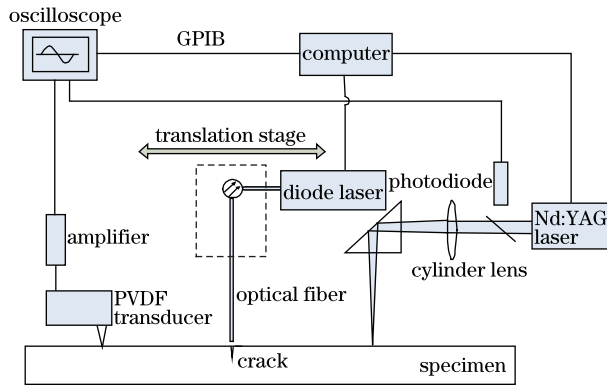 oscilloscope
GPIB
computer
translation stage
diode laser
photodiode
Nd:YAG
laser
amplifier
cylinder lens
PVDF
transducer
optical fiber
crack
specimen